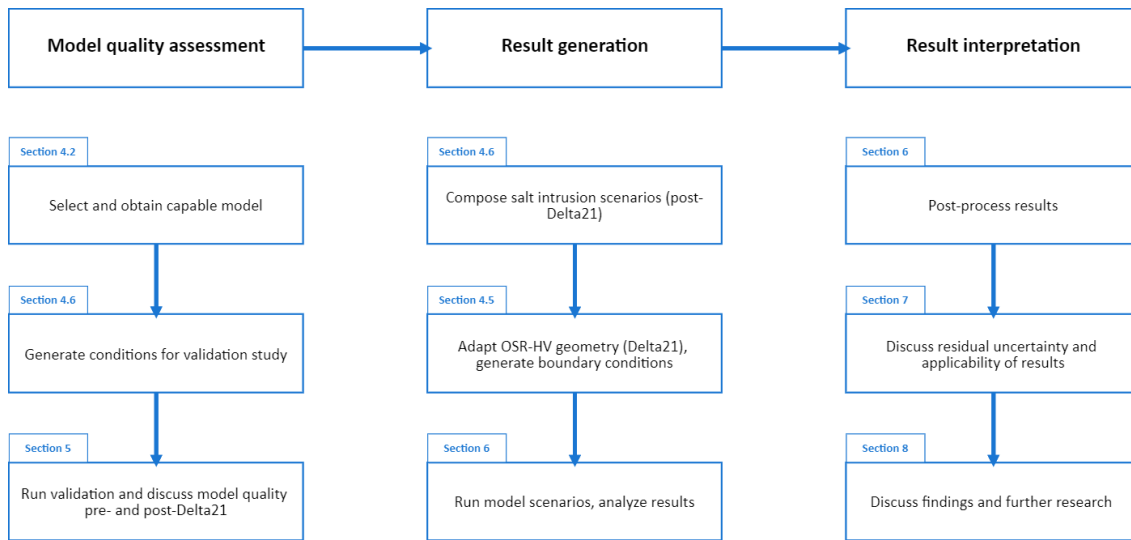 Model quality assessment
Result generation
Result interpretation
Section 4.2
Select and obtain capable model
Section 4.6
Generate conditions for validation study
Section 5
Run validation and discuss model quality
pre- and post-Delta21
Section 4.6
Compose salt intrusion scenarios (post-
Delta21)
Section 4.5
Adapt OSR-HV geometry (Delta21),
generate boundary conditions
Section 6
Run model scenarios, analyze results
Section 6
Post-process results
Section 7
Discuss residual uncertainty and
applicability of results
Section 8
Discuss findings and further research